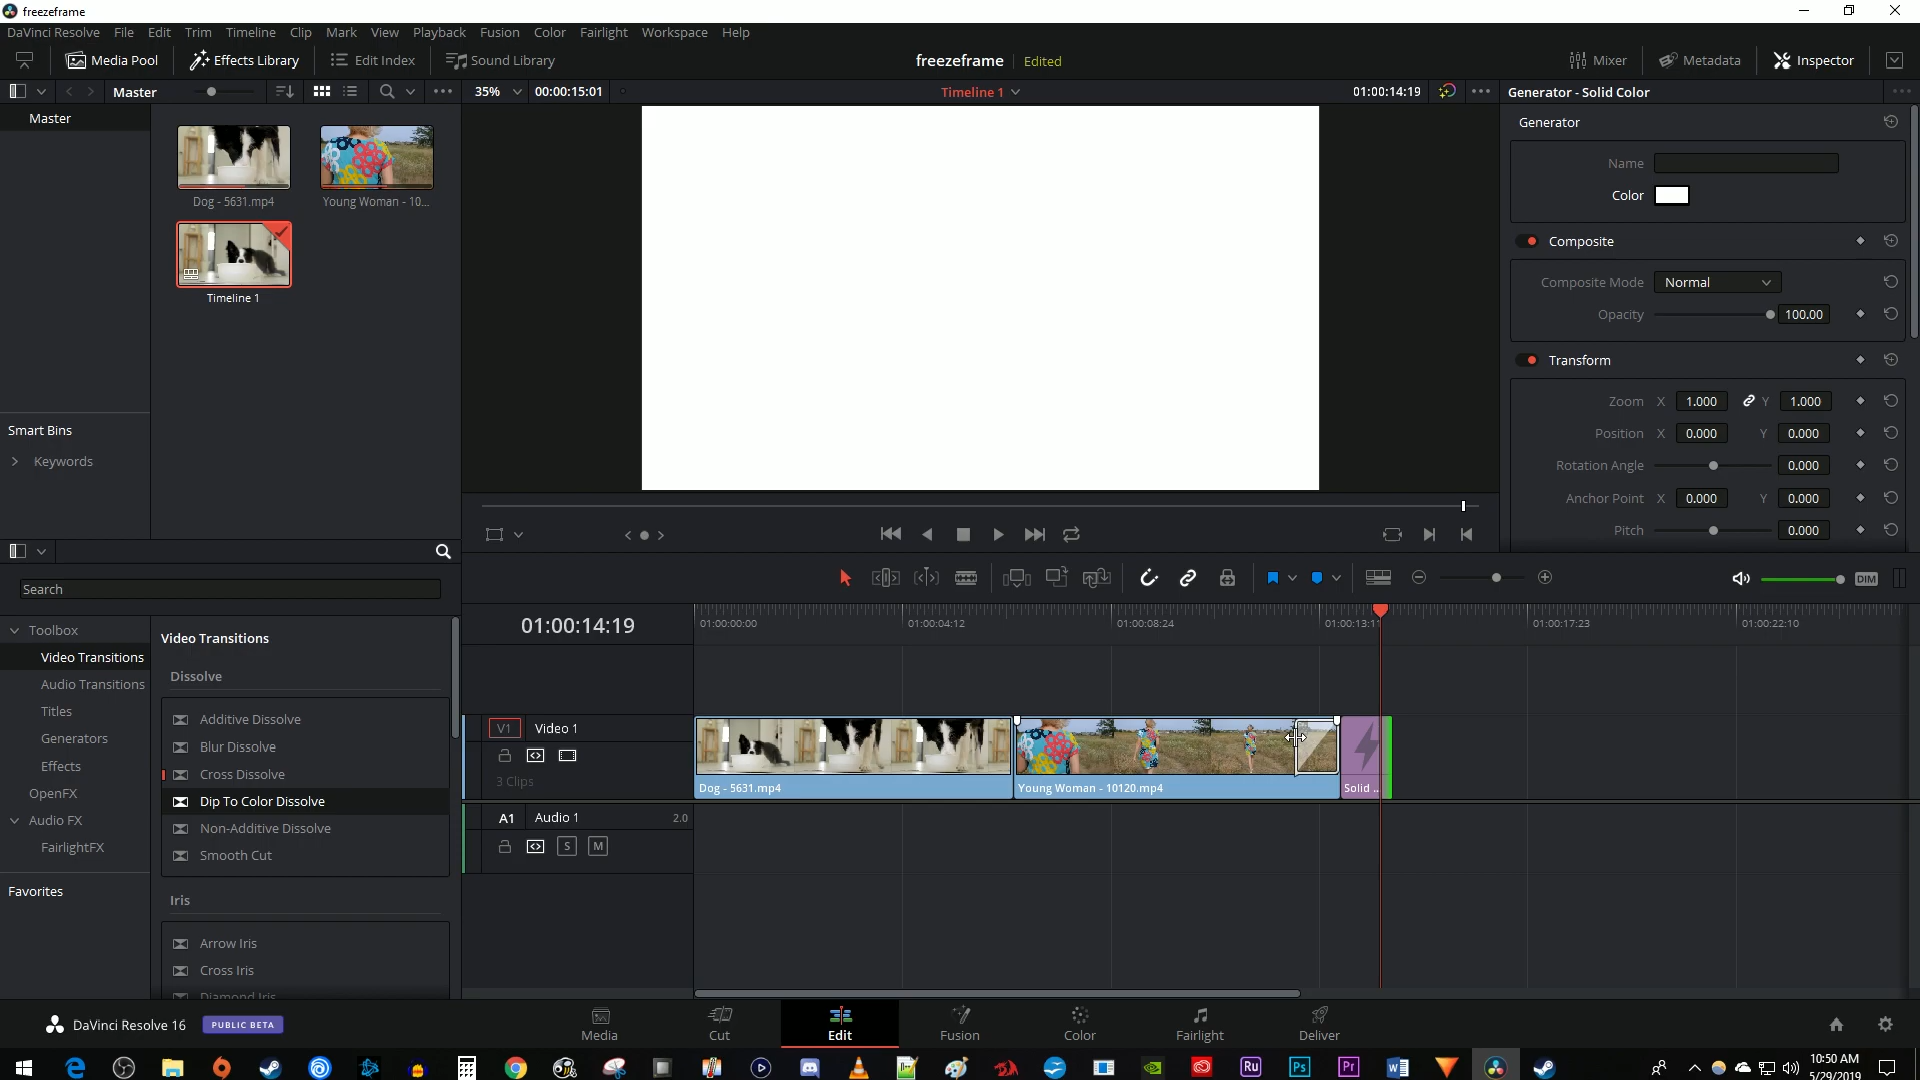 freezeframe
DaVinci Resolve File Edit Trim Timeline Clip Mark View Playback Fusion Color Fairlight Workspace Help
Media Pool Effects Library Edit Index Sound Library freezeframe Edited Mixer Metadata Inspector
Master 35% 00:00:15:01 Timeline 1 01:00:14:19 Generator - Solid Color
Master
Generator
Name
Color
Dog - 5631.mp4 Young Woman - 10...
Composite
Composite Mode Normal
Timeline 1
Opacity 100.00
Transform
Zoom X 1.000 Y 1.000
Smart Bins
Position X 0.000 Y 0.000
Keywords
Rotation Angle 0.000
Anchor Point X 0.000 Y 0.000
Pitch 0.000
Search
DIM
01:00:14:19
01:00:00:00 01:00:04:12 01:00:08:24 01:00:13:11 01:00:17:23 01:00:22:10
Toolbox
Video Transitions
Audio Transitions
Titles
Generators
Effects
OpenFX
Audio FX
FairlightFX
Favorites
Video Transitions
Dissolve
Additive Dissolve
Blur Dissolve
Cross Dissolve
Dip To Color Dissolve
Non-Additive Dissolve
Smooth Cut
Iris
Arrow Iris
Cross Iris
Diamond Iris
V1 Video 1
3 Clips
Dog - 5631.mp4 Young Woman - 10120.mp4 Solid ...
A1 Audio 1 2.0
S M
DaVinci Resolve 16 PUBLIC BETA
Media Cut Edit Fusion Color Fairlight Deliver
Ru Ps Pr
10:50 AM
5/29/2019